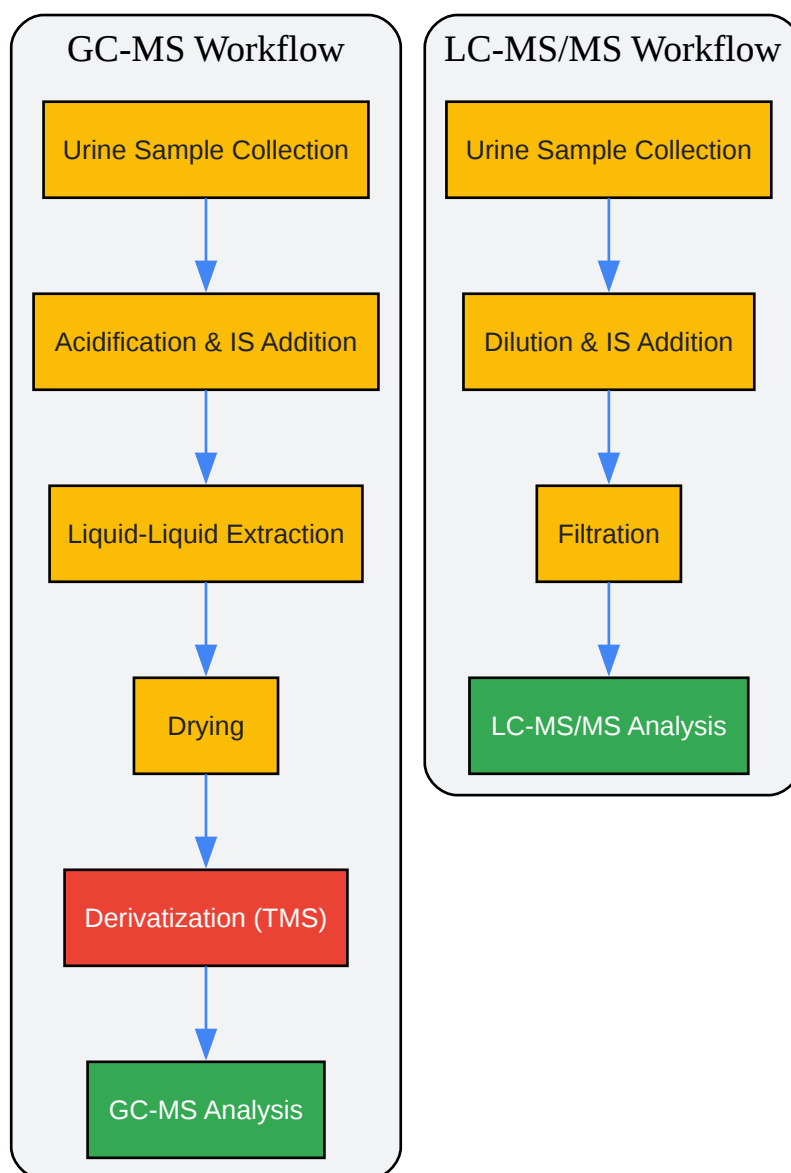 GC-MS Workflow
Urine Sample Collection
Acidification & IS Addition
Liquid-Liquid Extraction
Drying
Derivatization (TMS)
GC-MS Analysis
LC-MS/MS Workflow
Urine Sample Collection
Dilution & IS Addition
Filtration
LC-MS/MS Analysis